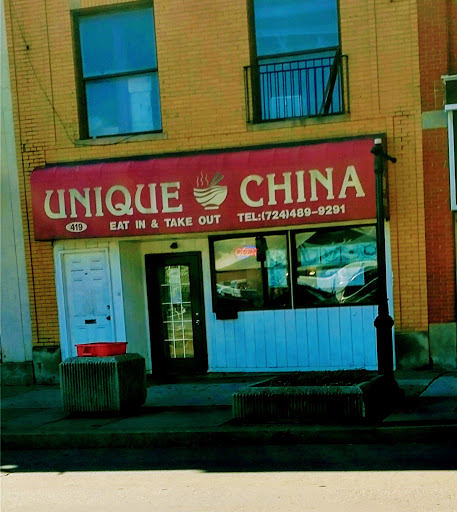 UNIQUE CHINA
419 EAT IN & TAKE OUT TEL:(724)489-9291